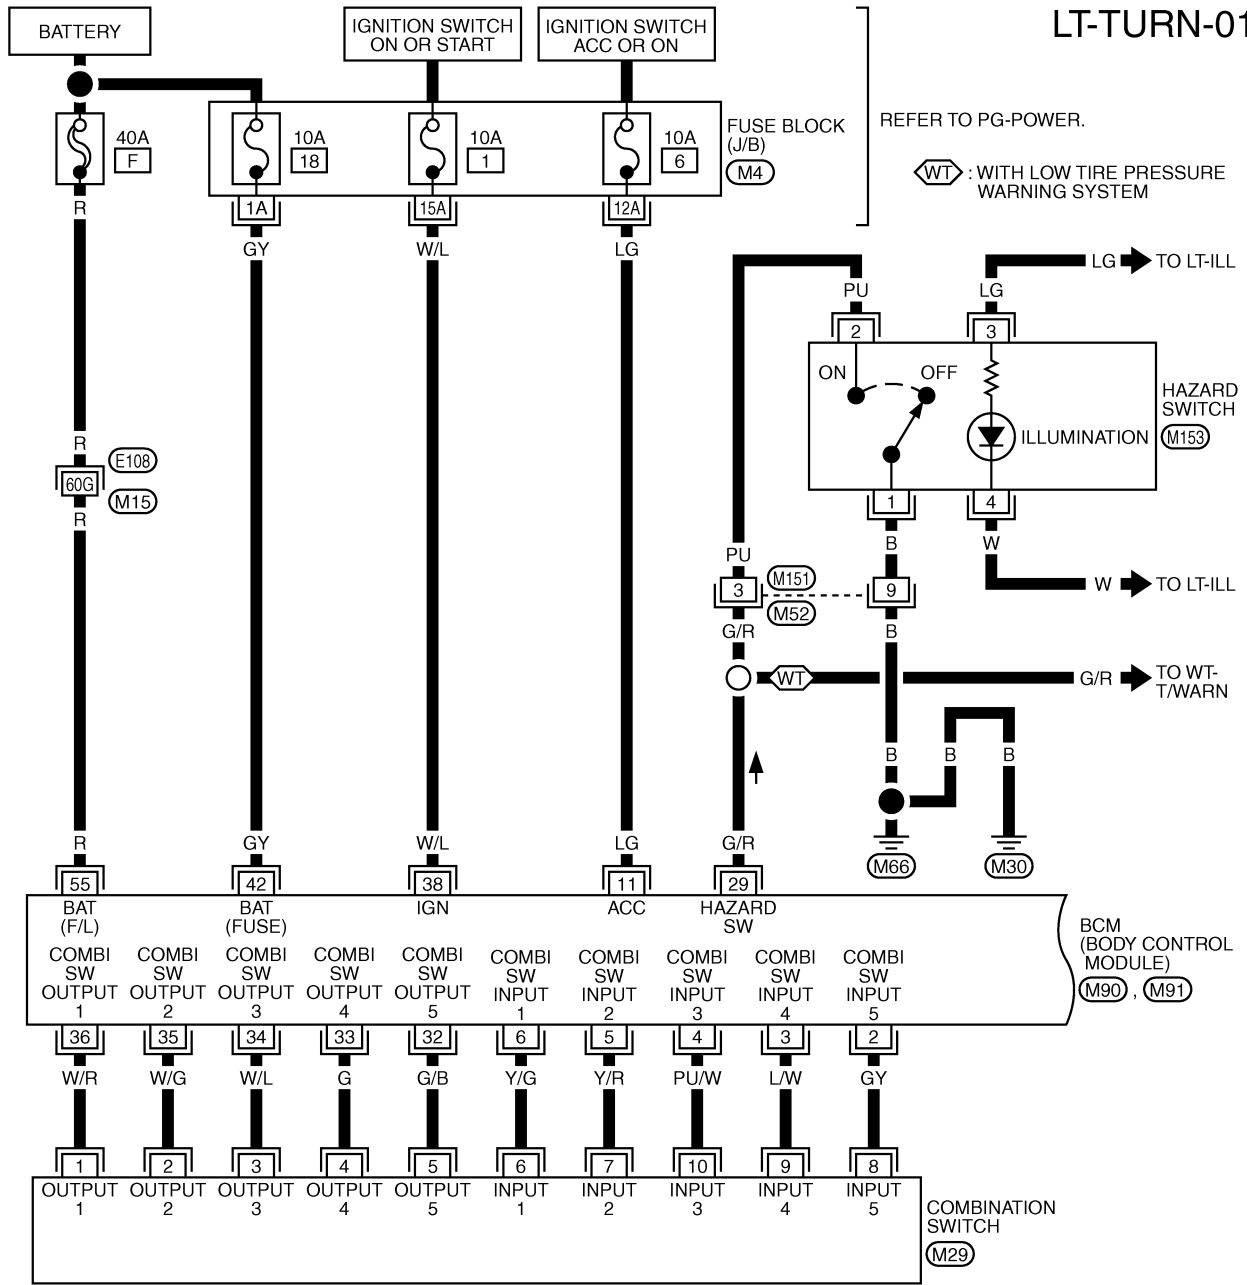 LT-TURN-01
BATTERY
IGNITION SWITCH
ON OR START
IGNITION SWITCH
ACC OR ON
40A
F
10A
18
10A
1
10A
6
FUSE BLOCK
(J/B)
M4
REFER TO PG-POWER.
WT : WITH LOW TIRE PRESSURE
WARNING SYSTEM
R
1A
15A
12A
GY
W/L
LG
LG
TO LT-ILL
PU
LG
2
3
ON
OFF
ILLUMINATION
HAZARD
SWITCH
M153
R
60G
E108
M15
R
1
4
B
W
PU
3
M151
M52
9
W
TO LT-ILL
G/R
B
WT
G/R
TO WT-
T/WARN
B
B
B
M66
M30
R
GY
W/L
LG
G/R
55
42
38
11
29
BAT
(F/L)
BAT
(FUSE)
IGN
ACC
HAZARD
SW
BCM
(BODY CONTROL
MODULE)
M90 , M91
COMBI
SW
OUTPUT
1
COMBI
SW
OUTPUT
2
COMBI
SW
OUTPUT
3
COMBI
SW
OUTPUT
4
COMBI
SW
OUTPUT
5
COMBI
SW
INPUT
1
COMBI
SW
INPUT
2
COMBI
SW
INPUT
3
COMBI
SW
INPUT
4
COMBI
SW
INPUT
5
36
35
34
33
32
6
5
4
3
2
W/R
W/G
W/L
G
G/B
Y/G
Y/R
PU/W
L/W
GY
1
2
3
4
5
6
7
10
9
8
OUTPUT
1
OUTPUT
2
OUTPUT
3
OUTPUT
4
OUTPUT
5
INPUT
1
INPUT
2
INPUT
3
INPUT
4
INPUT
5
COMBINATION
SWITCH
M29